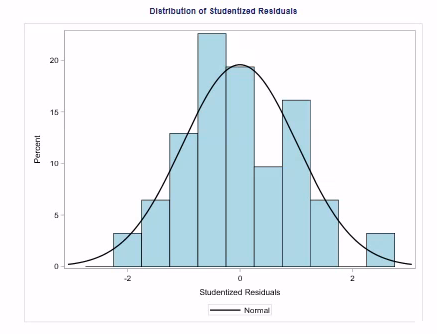 Distribution of Studentized Residuals
20
15
10
5
0
Percent
-2
0
2
Studentized Residuals
Normal